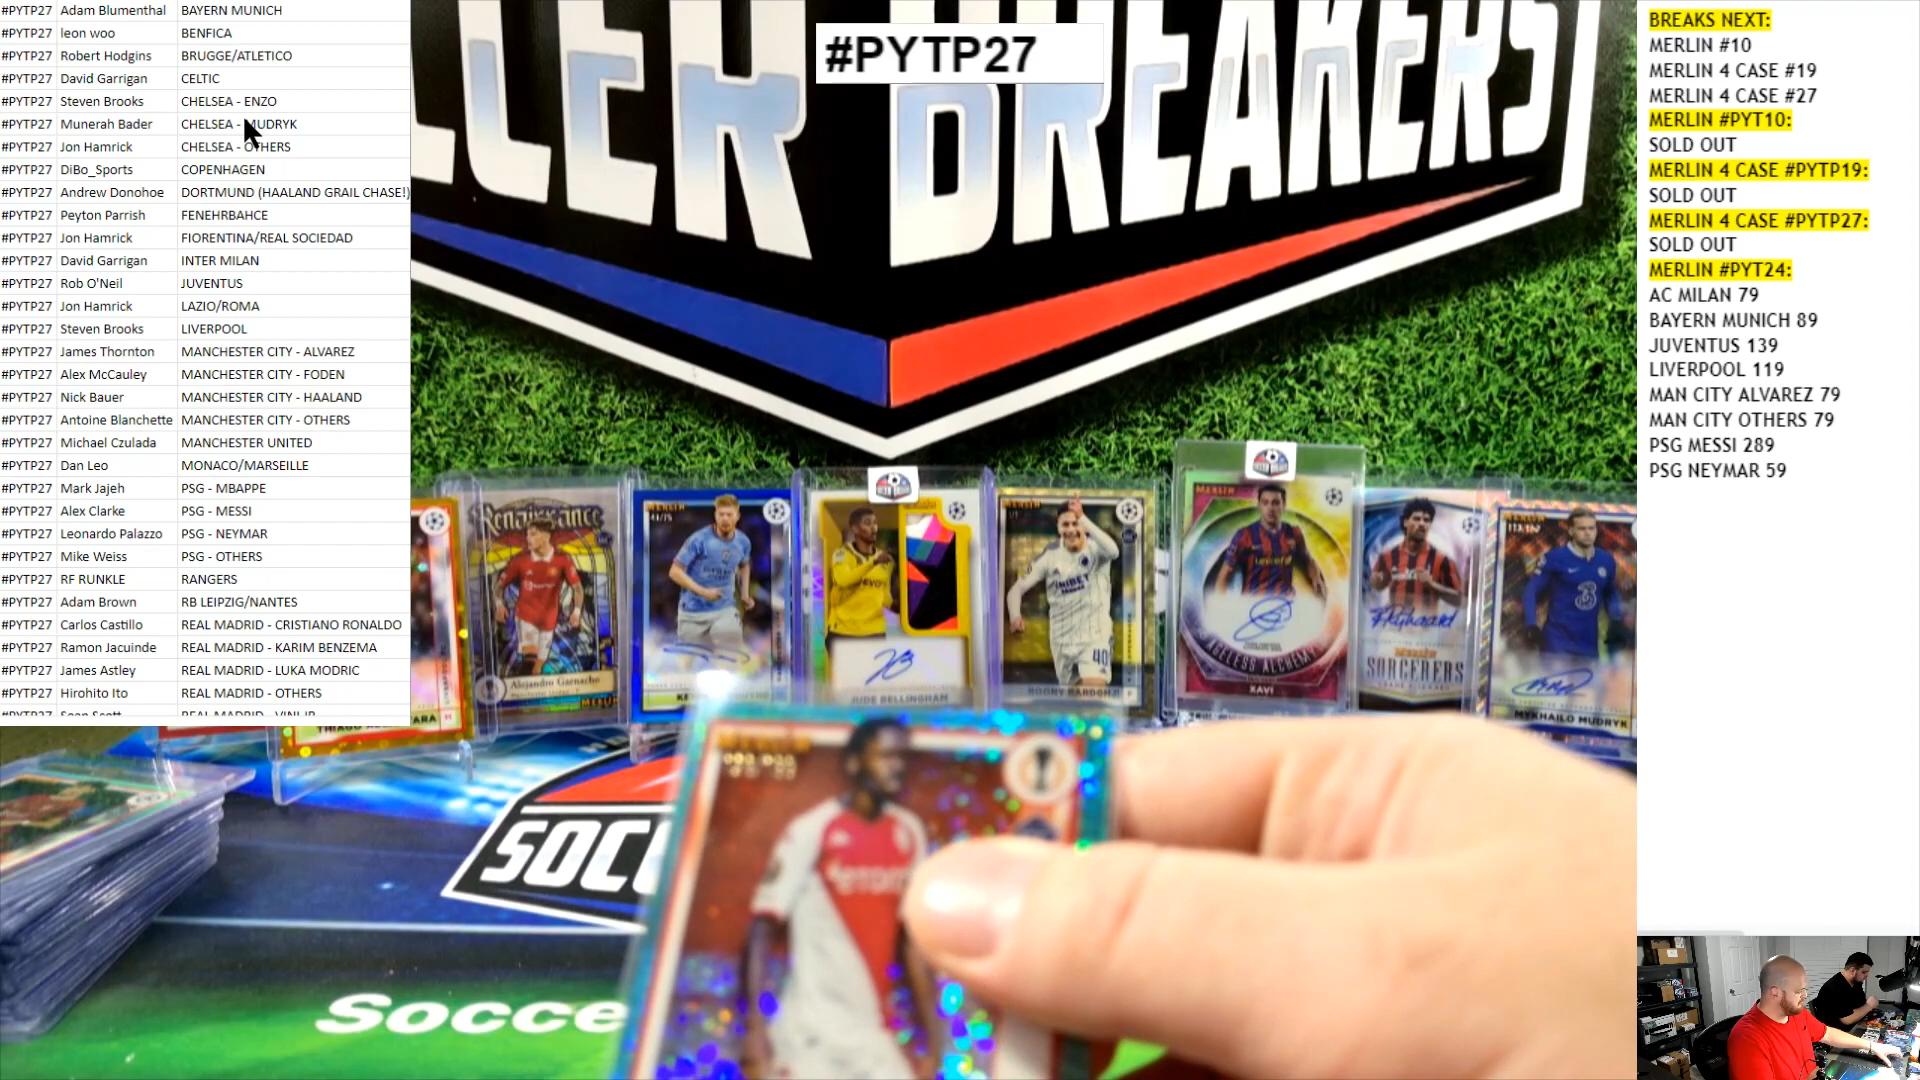 #PYTP27 Adam Blumenthal BAYERN MUNICH
#PYTP27 leon woo BENFICA
#PYTP27 Robert Hodgins BRUGGE/ATLETICO
#PYTP27 David Garrigan CELTIC
#PYTP27 Steven Brooks CHELSEA - ENZO
#PYTP27 Munerah Bader CHELSEA - MUDRYK
#PYTP27 Jon Hamrick CHELSEA - OTHERS
#PYTP27 DiBo_Sports COPENHAGEN
#PYTP27 Andrew Donohoe DORTMUND (HAALAND GRAIL CHASE!)
#PYTP27 Peyton Parrish FENEHRBAHCE
#PYTP27 Jon Hamrick FIORENTINA/REAL SOCIEDAD
#PYTP27 David Garrigan INTER MILAN
#PYTP27 Rob O'Neil JUVENTUS
#PYTP27 Jon Hamrick LAZIO/ROMA
#PYTP27 Steven Brooks LIVERPOOL
#PYTP27 James Thornton MANCHESTER CITY - ALVAREZ
#PYTP27 Alex McCauley MANCHESTER CITY - FODEN
#PYTP27 Nick Bauer MANCHESTER CITY - HAALAND
#PYTP27 Antoine Blanchette MANCHESTER CITY - OTHERS
#PYTP27 Michael Czulada MANCHESTER UNITED
#PYTP27 Dan Leo MONACO/MARSEILLE
#PYTP27 Mark Jajeh PSG - MBAPPE
#PYTP27 Alex Clarke PSG - MESSI
#PYTP27 Leonardo Palazzo PSG - NEYMAR
#PYTP27 Mike Weiss PSG - OTHERS
#PYTP27 RF RUNKLE RANGERS
#PYTP27 Adam Brown RB LEIPZIG/NANTES
#PYTP27 Carlos Castillo REAL MADRID - CRISTIANO RONALDO
#PYTP27 Ramon Jacuinde REAL MADRID - KARIM BENZEMA
#PYTP27 James Astley REAL MADRID - LUKA MODRIC
#PYTP27 Hirohito Ito REAL MADRID - OTHERS
#PYTP27
BREAKERS
BREAKS NEXT:
MERLIN #10
MERLIN 4 CASE #19
MERLIN 4 CASE #27
MERLIN #PYT10:
SOLD OUT
MERLIN 4 CASE #PYTP19:
SOLD OUT
MERLIN 4 CASE #PYTP27:
SOLD OUT
MERLIN #PYT24:
AC MILAN 79
BAYERN MUNICH 89
JUVENTUS 139
LIVERPOOL 119
MAN CITY ALVAREZ 79
MAN CITY OTHERS 79
PSG MESSI 289
PSG NEYMAR 59
Renaissance
Alejandro Garnacho
JUDE BELLINGHAM
ROONY BARDGHJI
40
AGELESS ALCHEMY
XAVI
MERLIN
SORCERERS
3
MYKHAILO MUDRYK
SOC
Socce